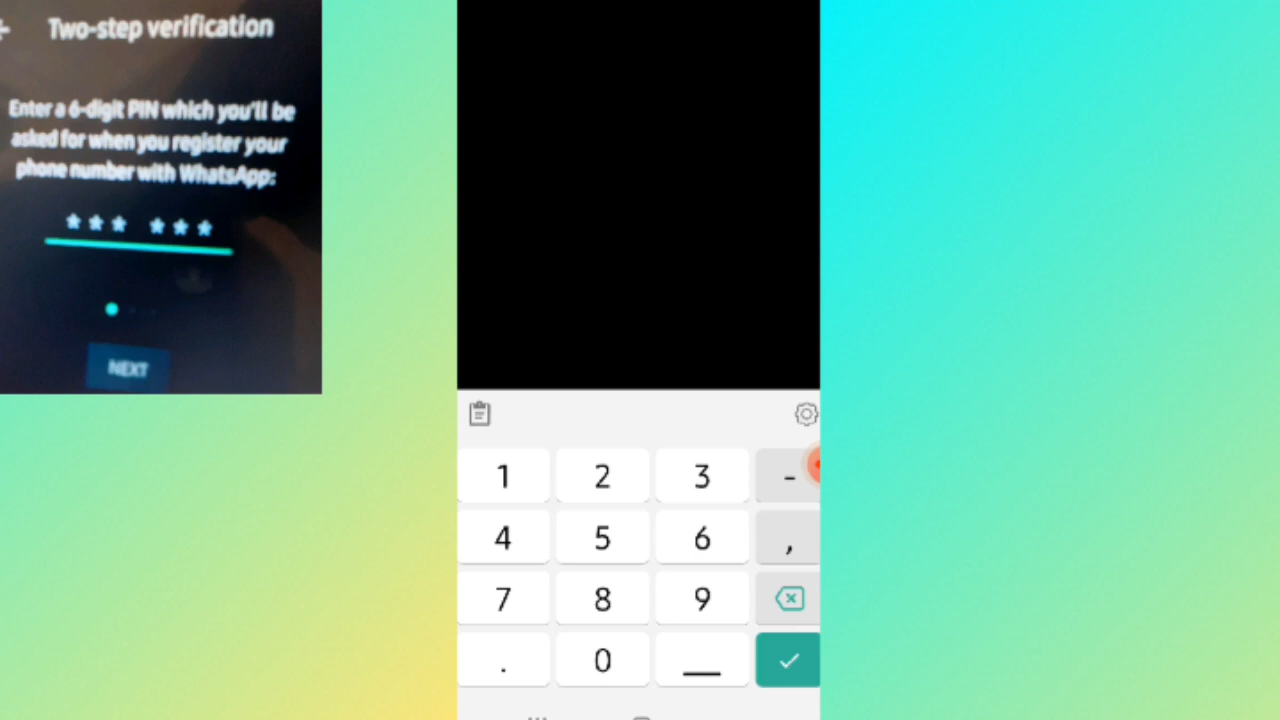 Two-step verification
Enter a 6-digit PIN which you'll be
asked for when you register your
phone number with WhatsApp:
*** ***
NEXT
1 2 3 -
4 5 6 ,
7 8 9
. 0